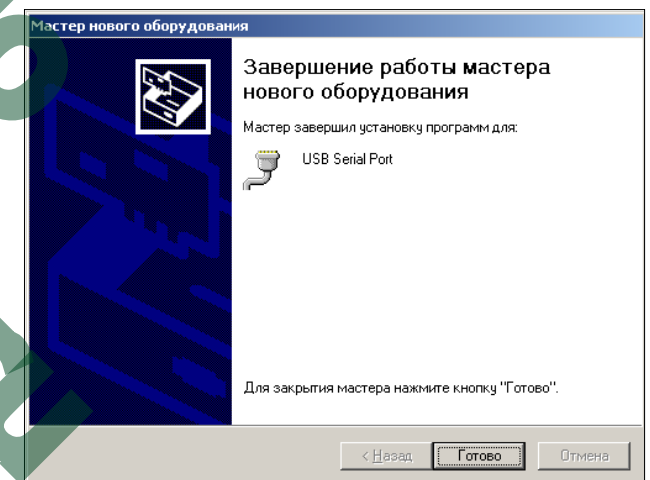 Мастер нового оборудования
Завершение работы мастера
нового оборудования
Мастер завершил установку программ для:
USB Serial Port
Для закрытия мастера нажмите кнопку "Готово".
< Назад
Готово
Отмена